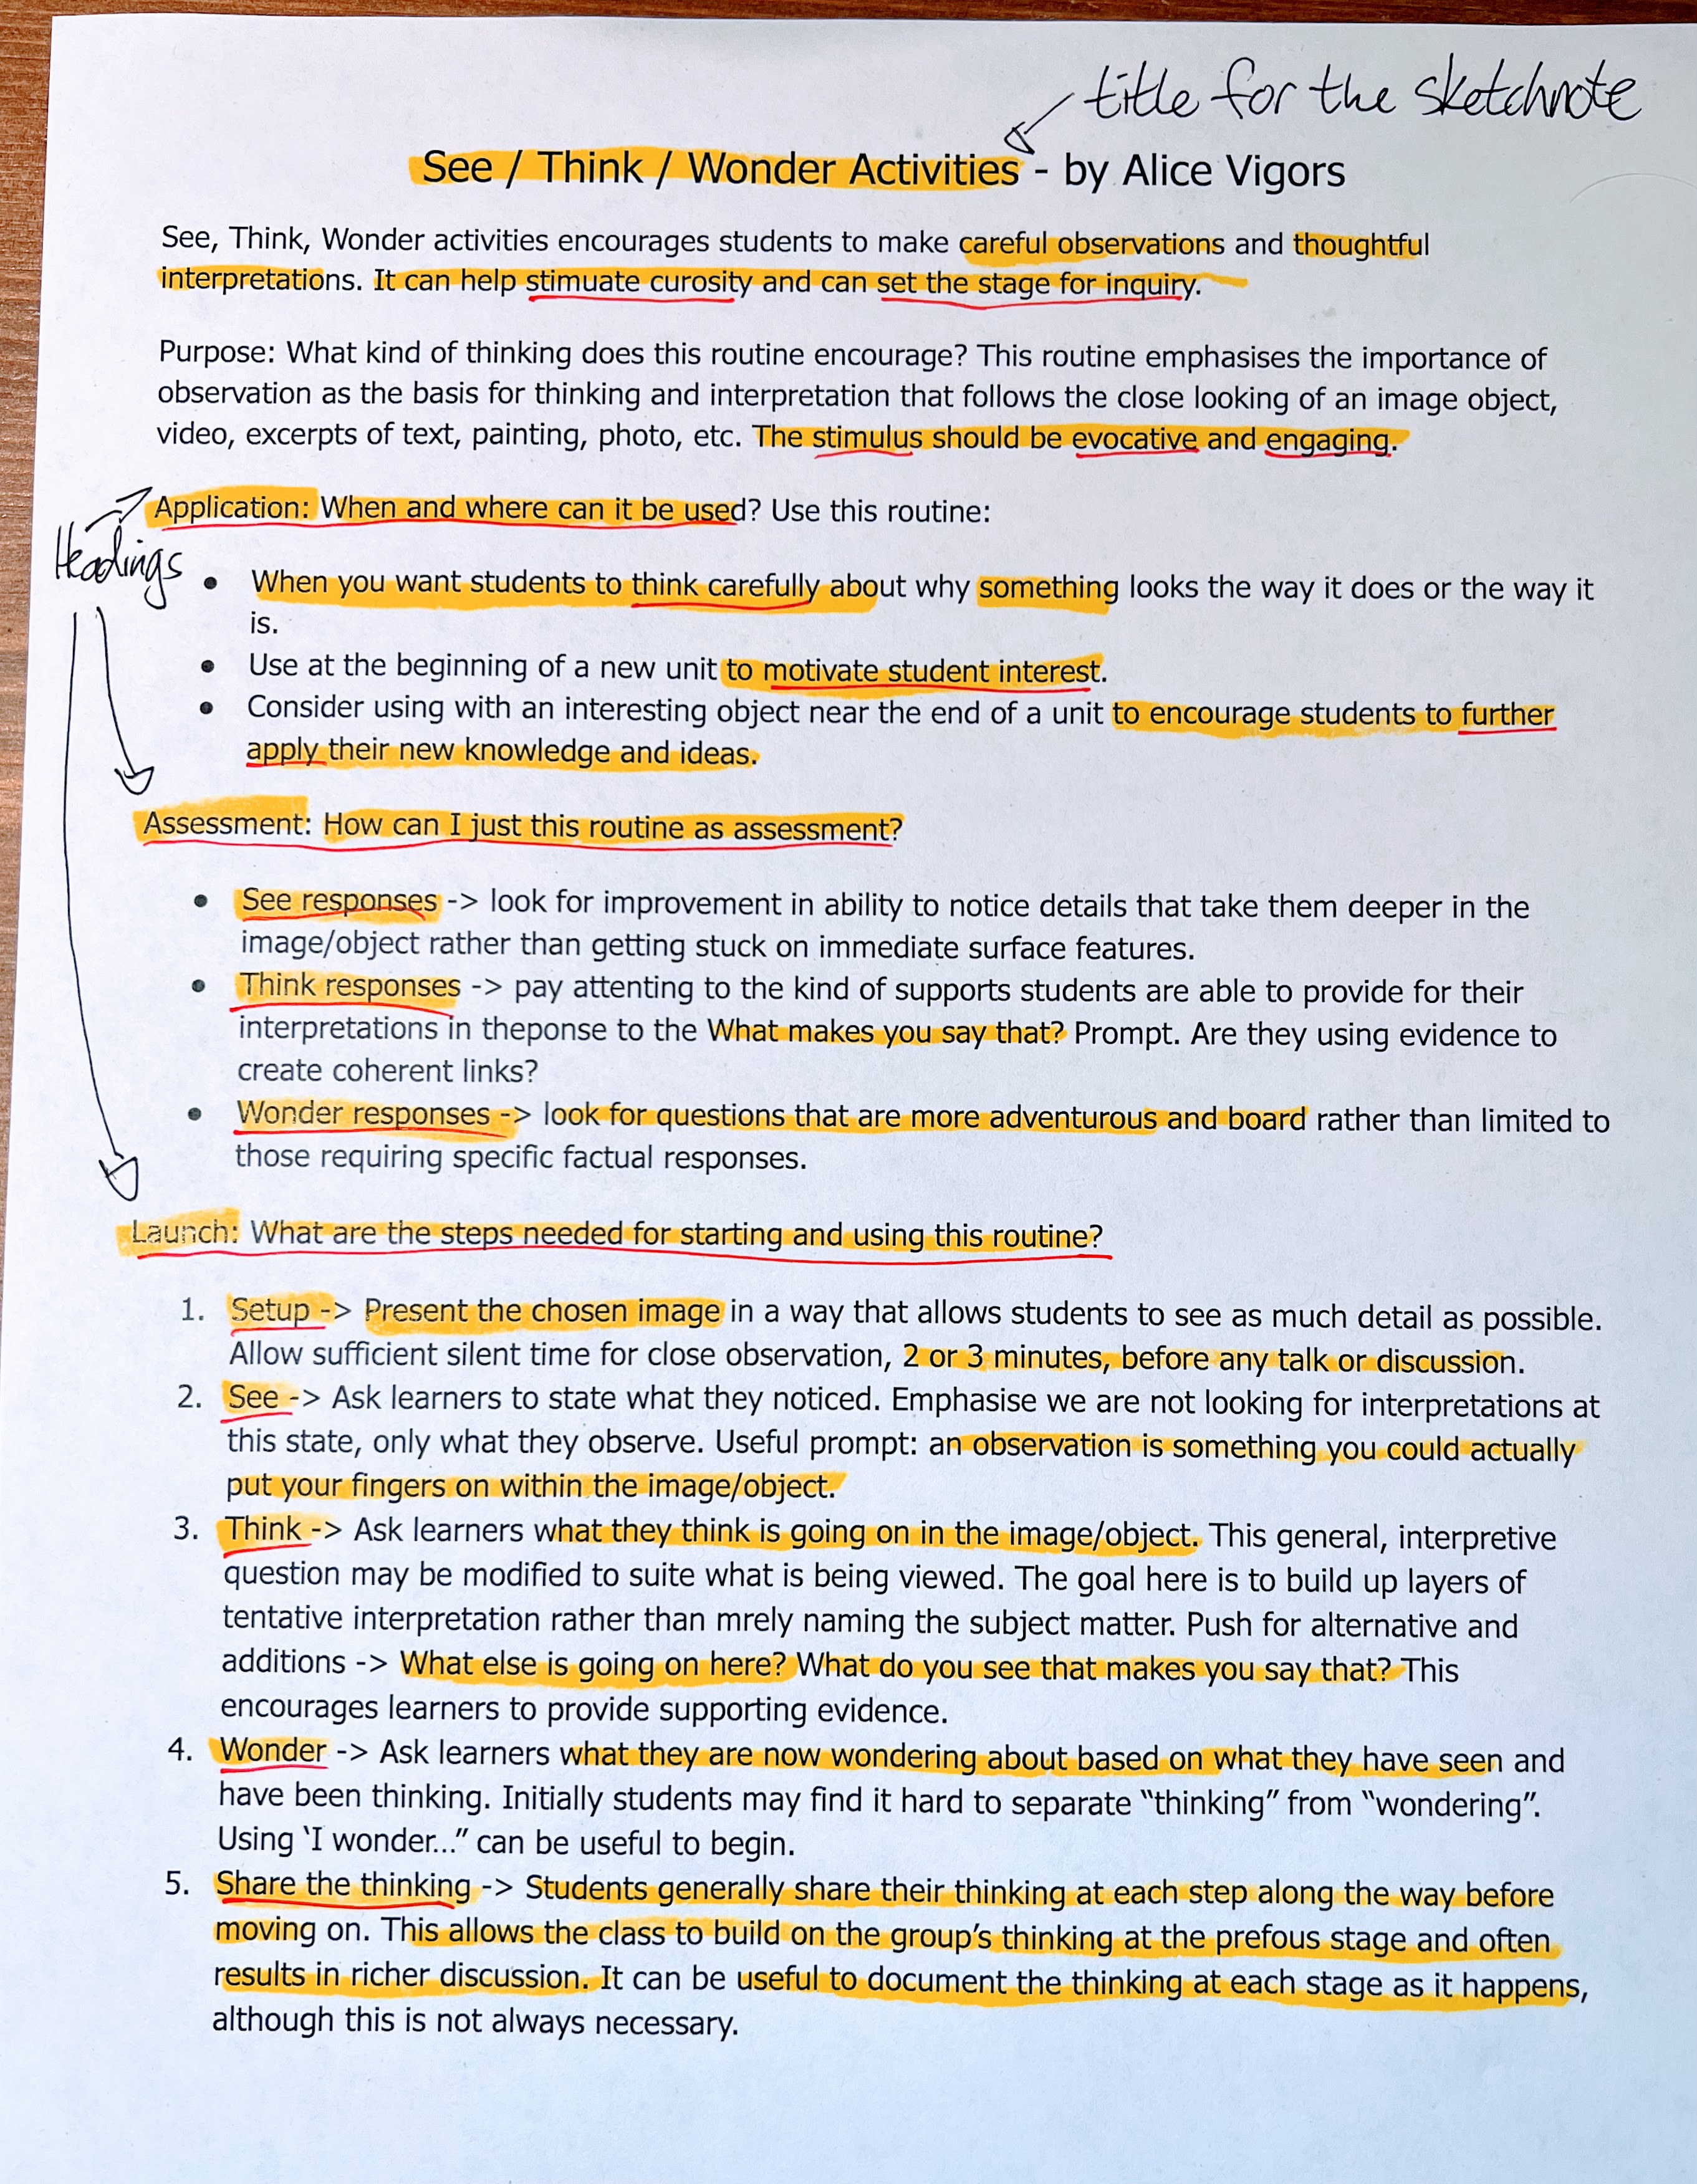 title for the sketchnote
See / Think / Wonder Activities - by Alice Vigors
See, Think, Wonder activities encourages students to make careful observations and thoughtful
interpretations. It can help stimuate curosity and can set the stage for inquiry.
Purpose: What kind of thinking does this routine encourage? This routine emphasises the importance of
observation as the basis for thinking and interpretation that follows the close looking of an image object,
video, excerpts of text, painting, photo, etc. The stimulus should be evocative and engaging.
Application: When and where can it be used? Use this routine:
Headings
● When you want students to think carefully about why something looks the way it does or the way it
is.
● Use at the beginning of a new unit to motivate student interest.
● Consider using with an interesting object near the end of a unit to encourage students to further
apply their new knowledge and ideas.
Assessment: How can I just this routine as assessment?
● See responses -> look for improvement in ability to notice details that take them deeper in the
image/object rather than getting stuck on immediate surface features.
● Think responses -> pay attenting to the kind of supports students are able to provide for their
interpretations in theponse to the What makes you say that? Prompt. Are they using evidence to
create coherent links?
● Wonder responses -> look for questions that are more adventurous and board rather than limited to
those requiring specific factual responses.
Launch: What are the steps needed for starting and using this routine?
1. Setup -> Present the chosen image in a way that allows students to see as much detail as possible.
Allow sufficient silent time for close observation, 2 or 3 minutes, before any talk or discussion.
2. See -> Ask learners to state what they noticed. Emphasise we are not looking for interpretations at
this state, only what they observe. Useful prompt: an observation is something you could actually
put your fingers on within the image/object.
3. Think -> Ask learners what they think is going on in the image/object. This general, interpretive
question may be modified to suite what is being viewed. The goal here is to build up layers of
tentative interpretation rather than mrely naming the subject matter. Push for alternative and
additions -> What else is going on here? What do you see that makes you say that? This
encourages learners to provide supporting evidence.
4. Wonder -> Ask learners what they are now wondering about based on what they have seen and
have been thinking. Initially students may find it hard to separate “thinking” from “wondering”.
Using ‘I wonder...” can be useful to begin.
5. Share the thinking -> Students generally share their thinking at each step along the way before
moving on. This allows the class to build on the group’s thinking at the prefous stage and often
results in richer discussion. It can be useful to document the thinking at each stage as it happens,
although this is not always necessary.